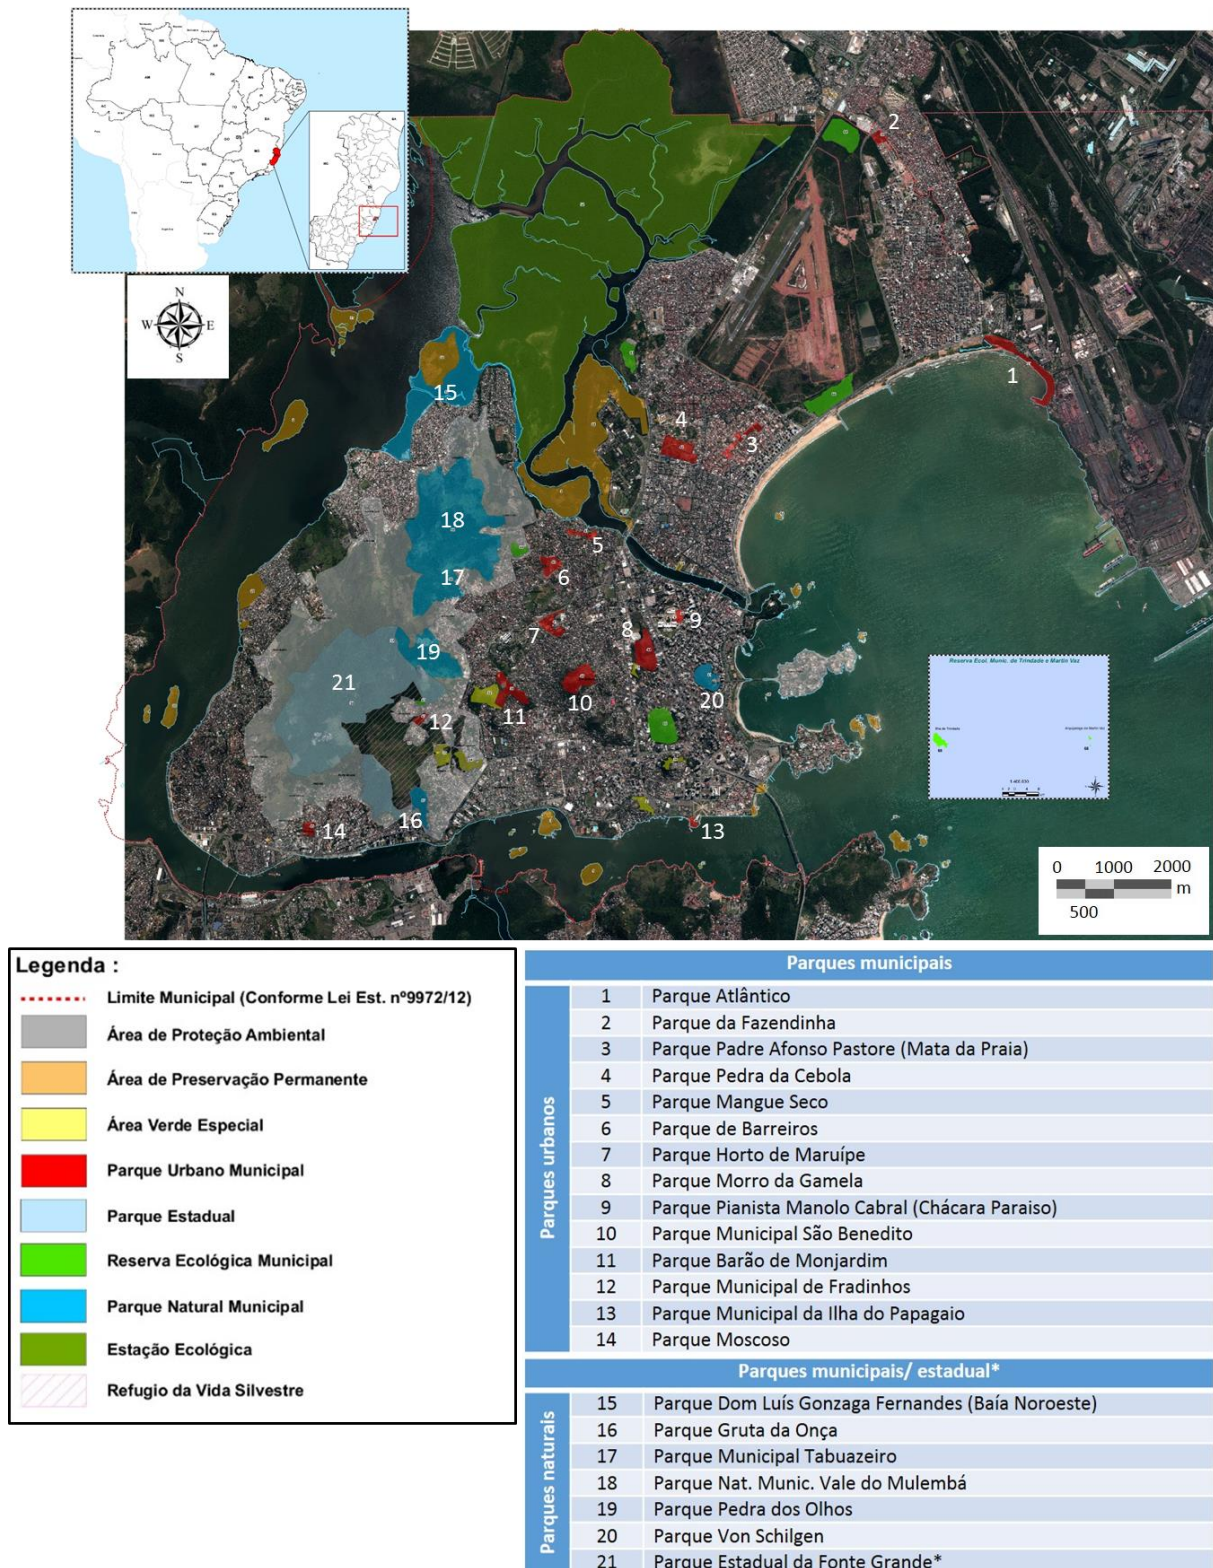 N
W E
S
2
1
15
4
3
18
5
17
6
7
8
9
19
21
10
20
11
12
Reserva Ecol. Munic. de Trindade e Martin Vaz
16
14
13
0 1000 2000
m
500
Legenda :
Limite Municipal (Conforme Lei Est. nº9972/12)
Área de Proteção Ambiental
Área de Preservação Permanente
Área Verde Especial
Parque Urbano Municipal
Parque Estadual
Reserva Ecológica Municipal
Parque Natural Municipal
Estação Ecológica
Refugio da Vida Silvestre
Parques municipais
Parques urbanos
1 Parque Atlântico
2 Parque da Fazendinha
3 Parque Padre Afonso Pastore (Mata da Praia)
4 Parque Pedra da Cebola
5 Parque Mangue Seco
6 Parque de Barreiros
7 Parque Horto de Maruípe
8 Parque Morro da Gamela
9 Parque Pianista Manolo Cabral (Chácara Paraiso)
10 Parque Municipal São Benedito
11 Parque Barão de Monjardim
12 Parque Municipal de Fradinhos
13 Parque Municipal da Ilha do Papagaio
14 Parque Moscoso
Parques municipais/ estadual*
Parques naturais
15 Parque Dom Luís Gonzaga Fernandes (Baía Noroeste)
16 Parque Gruta da Onça
17 Parque Municipal Tabuazeiro
18 Parque Nat. Munic. Vale do Mulembá
19 Parque Pedra dos Olhos
20 Parque Von Schilgen
21 Parque Estadual da Fonte Grande*